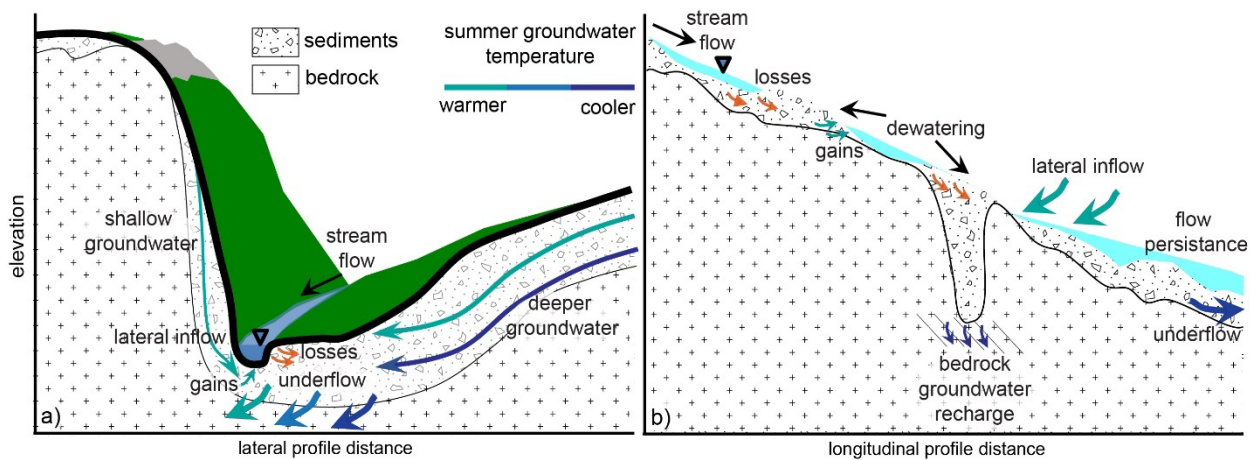 sediments
bedrock
summer groundwater
temperature
warmer
cooler
shallow
groundwater
stream
flow
lateral inflow
losses
gains
underflow
deeper
groundwater
elevation
a)
lateral profile distance
stream
flow
losses
dewatering
gains
lateral inflow
flow
persistance
underflow
bedrock
groundwater
recharge
b)
longitudinal profile distance